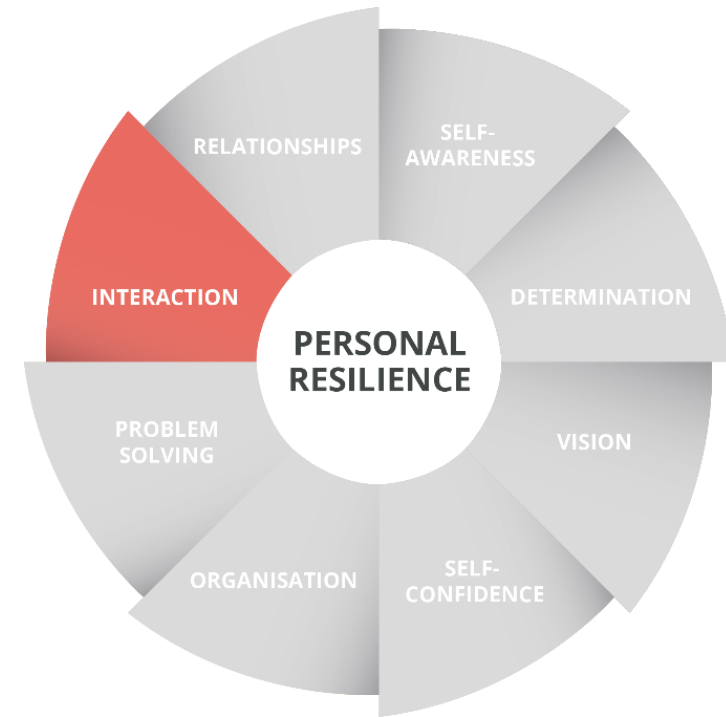 RELATIONSHIPS
SELF-
AWARENESS
INTERACTION
DETERMINATION
PERSONAL
RESILIENCE
PROBLEM
SOLVING
VISION
ORGANISATION
SELF-
CONFIDENCE